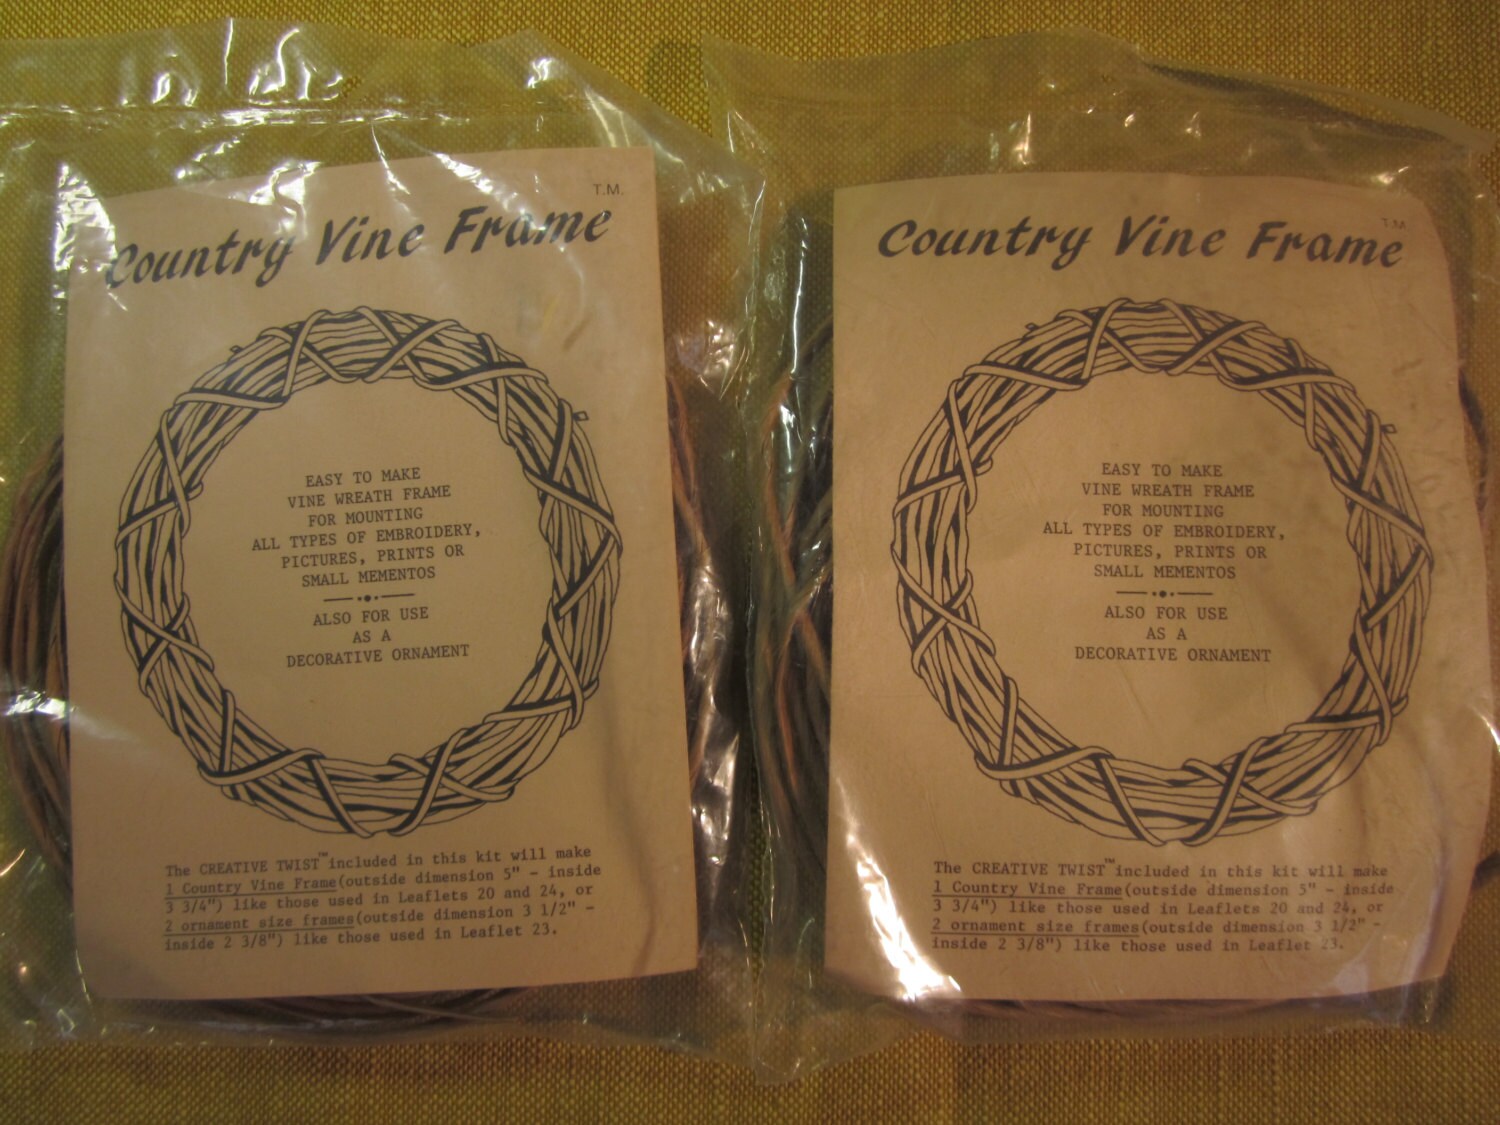 T.M.
Country Vine Frame
EASY TO MAKE
VINE WREATH FRAME
FOR MOUNTING
ALL TYPES OF EMBROIDERY,
PICTURES, PRINTS OR
SMALL MEMENTOS
ALSO FOR USE
AS A
DECORATIVE ORNAMENT
The CREATIVE TWIST™ included in this kit will make
1 Country Vine Frame(outside dimension 5" - inside
3 3/4") like those used in Leaflets 20 and 24, or
2 ornament size frames(outside dimension 3 1/2" -
inside 2 3/8") like those used in Leaflet 23.
T.M.
Country Vine Frame
EASY TO MAKE
VINE WREATH FRAME
FOR MOUNTING
ALL TYPES OF EMBROIDERY,
PICTURES, PRINTS OR
SMALL MEMENTOS
ALSO FOR USE
AS A
DECORATIVE ORNAMENT
The CREATIVE TWIST™ included in this kit will make
1 Country Vine Frame(outside dimension 5" - inside
3 3/4") like those used in Leaflets 20 and 24, or
2 ornament size frames(outside dimension 3 1/2" -
inside 2 3/8") like those used in Leaflet 23.